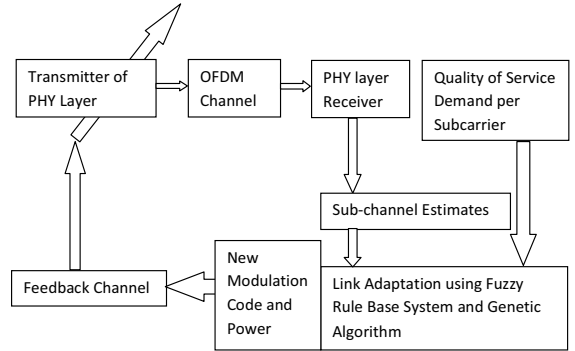 Transmitter of
PHY Layer
OFDM
Channel
PHY layer
Receiver
Quality of Service
Demand per
Subcarrier
Sub-channel Estimates
New
Modulation
Code and
Power
Link Adaptation using Fuzzy
Rule Base System and Genetic
Algorithm
Feedback Channel